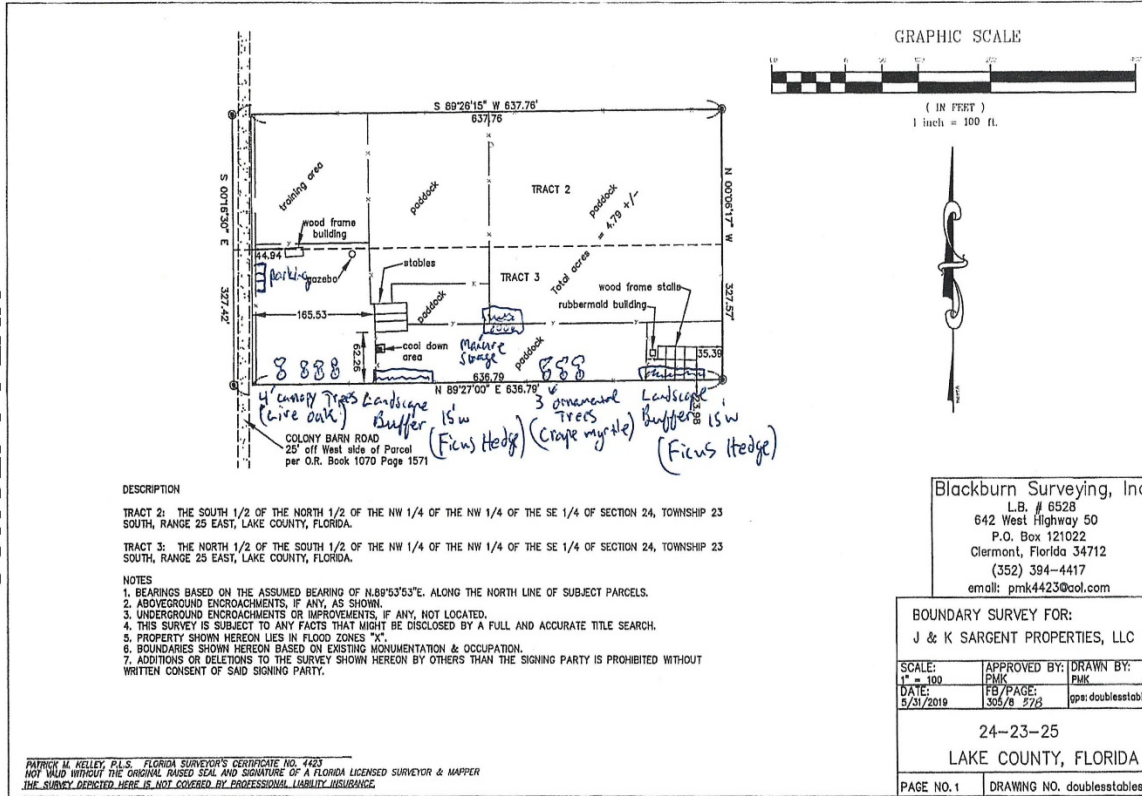 GRAPHIC SCALE
( IN FEET )
1 inch = 100 ft.
S 89°26'15" W 637.76'
637.76
S 00°16'30" E
327.42'
N 00°06'17" W
327.57'
training area
paddock
TRACT 2
paddock
Total acres = 4.79 +/-
wood frame
building
44.94
parking
gazebo
stables
TRACT 3
wood frame stalls
rubbermaid building
165.53
paddock
62.26
cool down
area
Manure
paddock
35.39
636.79
N 89°27'00" E 636.79'
4' canopy Trees
(Live oak)
Landscape
Buffer 15'w
(Ficus Hedge)
3 ornamental
Trees
(Crape myrtle)
Landscape
Buffer 15'w
(Ficus Hedge)
COLONY BARN ROAD
25' off West side of Parcel
per O.R. Book 1070 Page 1571
DESCRIPTION
TRACT 2: THE SOUTH 1/2 OF THE NORTH 1/2 OF THE NW 1/4 OF THE NW 1/4 OF THE SE 1/4 OF SECTION 24, TOWNSHIP 23
SOUTH, RANGE 25 EAST, LAKE COUNTY, FLORIDA.
TRACT 3: THE NORTH 1/2 OF THE SOUTH 1/2 OF THE NW 1/4 OF THE NW 1/4 OF THE SE 1/4 OF SECTION 24, TOWNSHIP 23
SOUTH, RANGE 25 EAST, LAKE COUNTY, FLORIDA.
NOTES
1. BEARINGS BASED ON THE ASSUMED BEARING OF N.89°53'53"E. ALONG THE NORTH LINE OF SUBJECT PARCELS.
2. ABOVEGROUND ENCROACHMENTS, IF ANY, AS SHOWN.
3. UNDERGROUND ENCROACHMENTS OR IMPROVEMENTS, IF ANY, NOT LOCATED.
4. THIS SURVEY IS SUBJECT TO ANY FACTS THAT MIGHT BE DISCLOSED BY A FULL AND ACCURATE TITLE SEARCH.
5. PROPERTY SHOWN HEREON LIES IN FLOOD ZONES "X".
6. BOUNDARIES SHOWN HEREON BASED ON EXISTING MONUMENTATION & OCCUPATION.
7. ADDITIONS OR DELETIONS TO THE SURVEY SHOWN HEREON BY OTHERS THAN THE SIGNING PARTY IS PROHIBITED WITHOUT
WRITTEN CONSENT OF SAID SIGNING PARTY.
PATRICK M. KELLEY, P.L.S. FLORIDA SURVEYOR'S CERTIFICATE NO. 4423
NOT VALID WITHOUT THE ORIGINAL RAISED SEAL AND SIGNATURE OF A FLORIDA LICENSED SURVEYOR & MAPPER
THE SURVEY DEPICTED HERE IS NOT COVERED BY PROFESSIONAL LIABILITY INSURANCE.
Blackburn Surveying, Inc
L.B. # 6528
642 West Highway 50
P.O. Box 121022
Clermont, Florida 34712
(352) 394-4417
email: pmk4423@aol.com
BOUNDARY SURVEY FOR:
J & K SARGENT PROPERTIES, LLC
SCALE:
1" = 100
APPROVED BY:
PMK
DRAWN BY:
PMK
DATE:
5/31/2019
FB/PAGE:
305/8 57B
gps: doublesstabl
24-23-25
LAKE COUNTY, FLORIDA
PAGE NO. 1
DRAWING NO. doublesstables